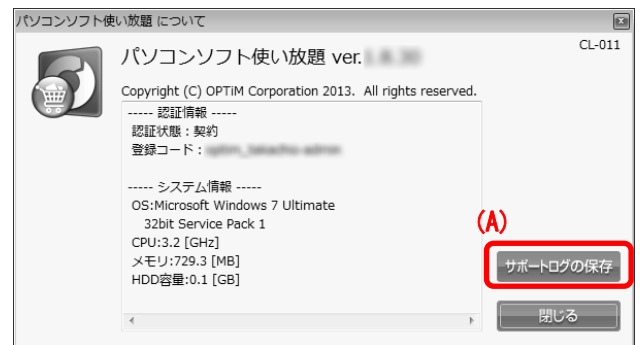 パソコンソフト使い放題 について
CL-011
パソコンソフト使い放題 ver.
Copyright (C) OPTiM Corporation 2013. All rights reserved.
----- 認証情報 -----
認証状態：契約
登録コード：
----- システム情報 -----
OS:Microsoft Windows 7 Ultimate
32bit Service Pack 1
CPU:3.2 [GHz]
メモリ:729.3 [MB]
HDD容量:0.1 [GB]
(A)
サポートログの保存
閉じる